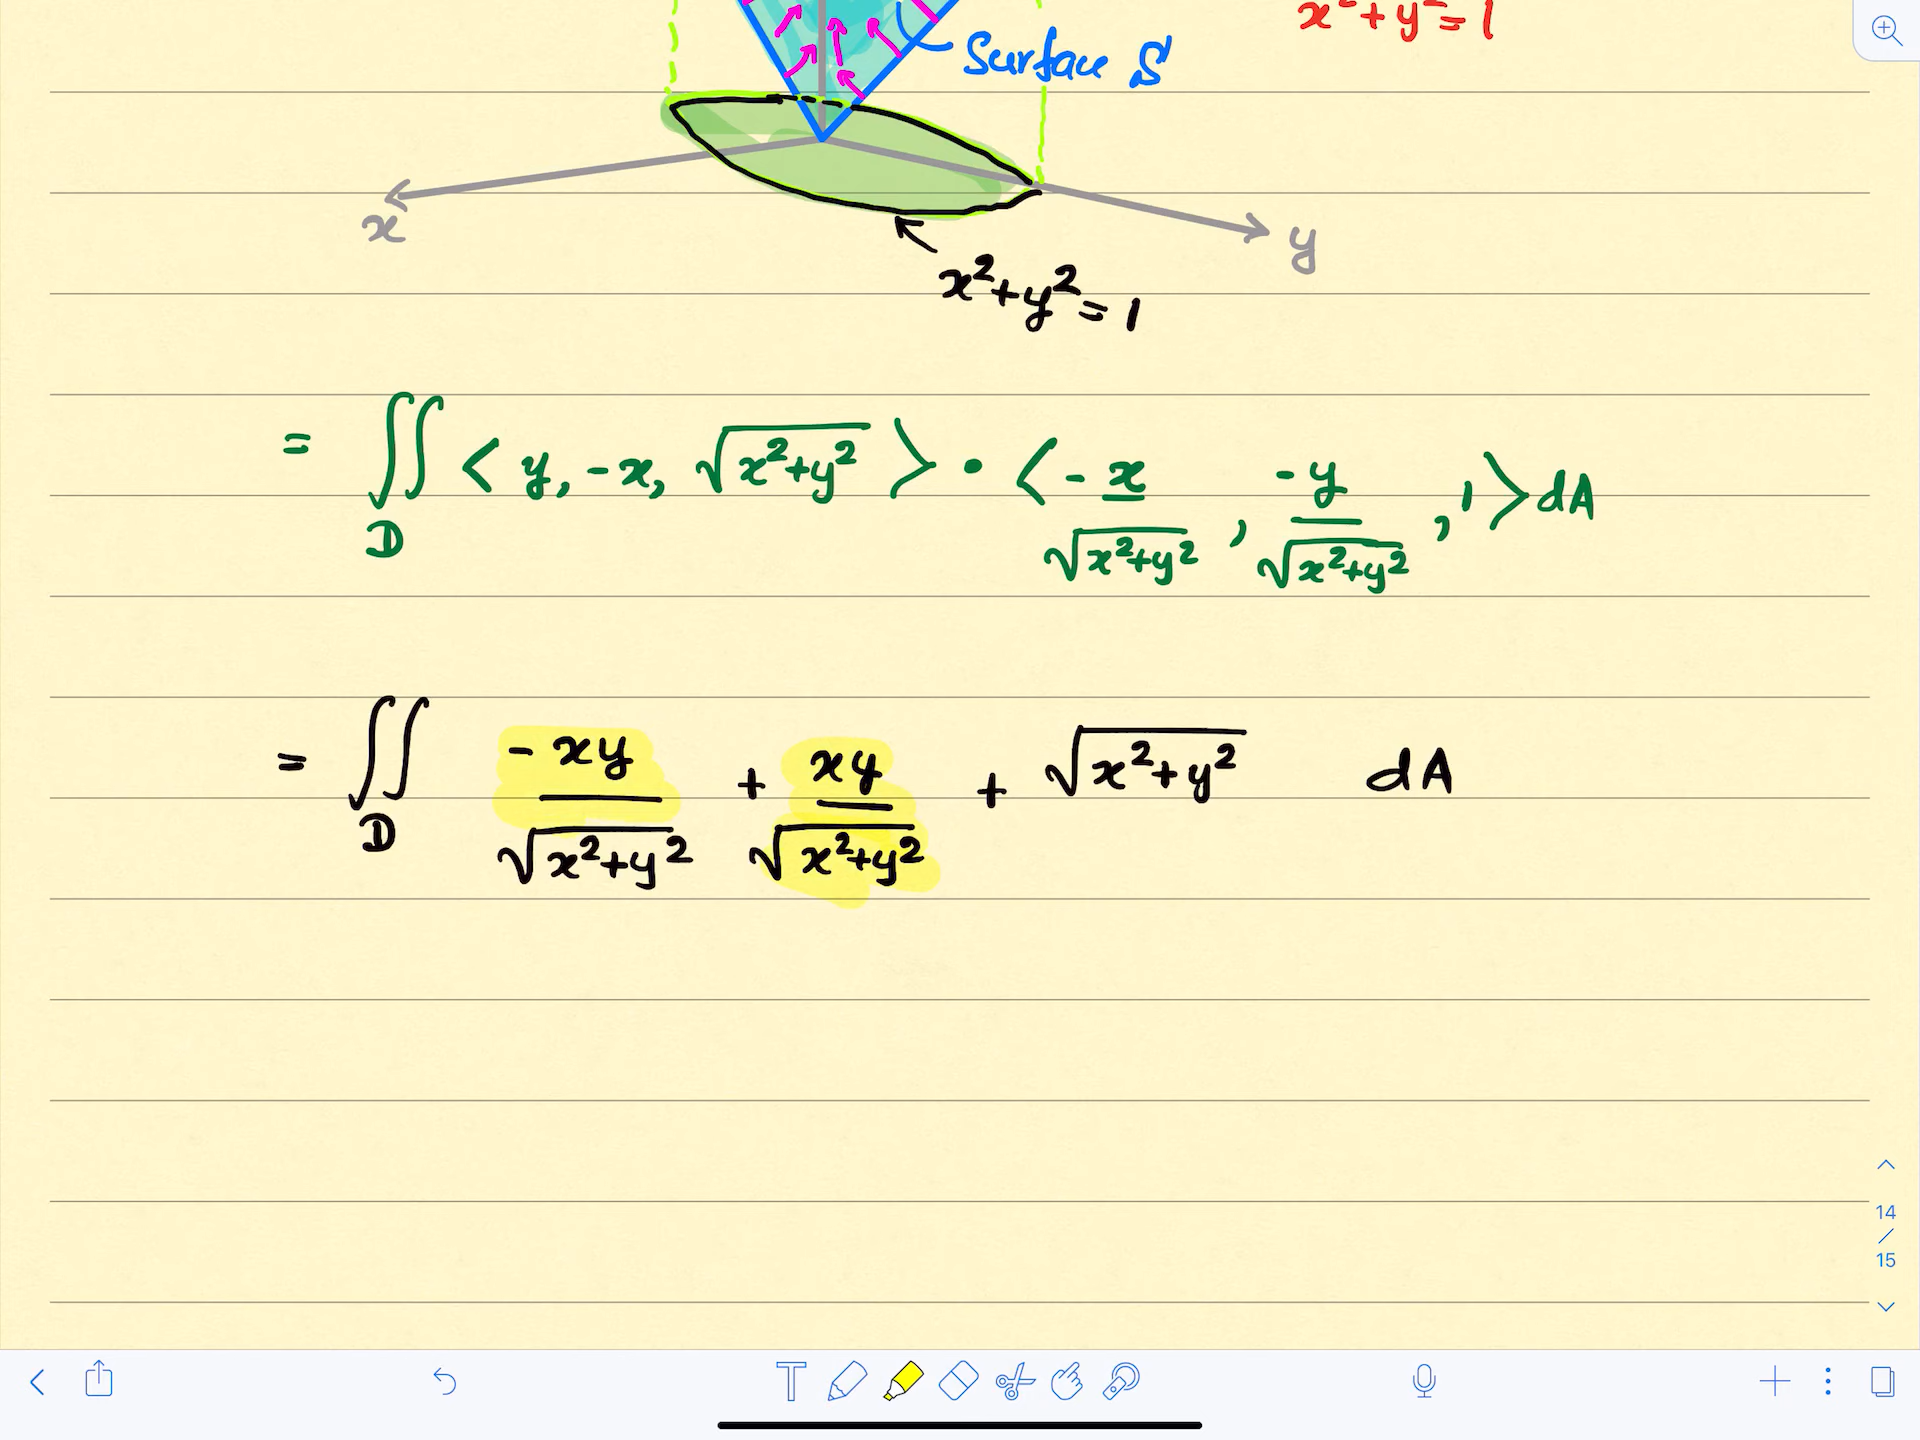 x²+y²=1
Surface S
x
y
x²+y²=1
= ∬_D < y, -x, √(x²+y²) > • < -x/√(x²+y²), -y/√(x²+y²), 1 > dA
= ∬_D -xy/√(x²+y²) + xy/√(x²+y²) + √(x²+y²) dA
14
/
15
T